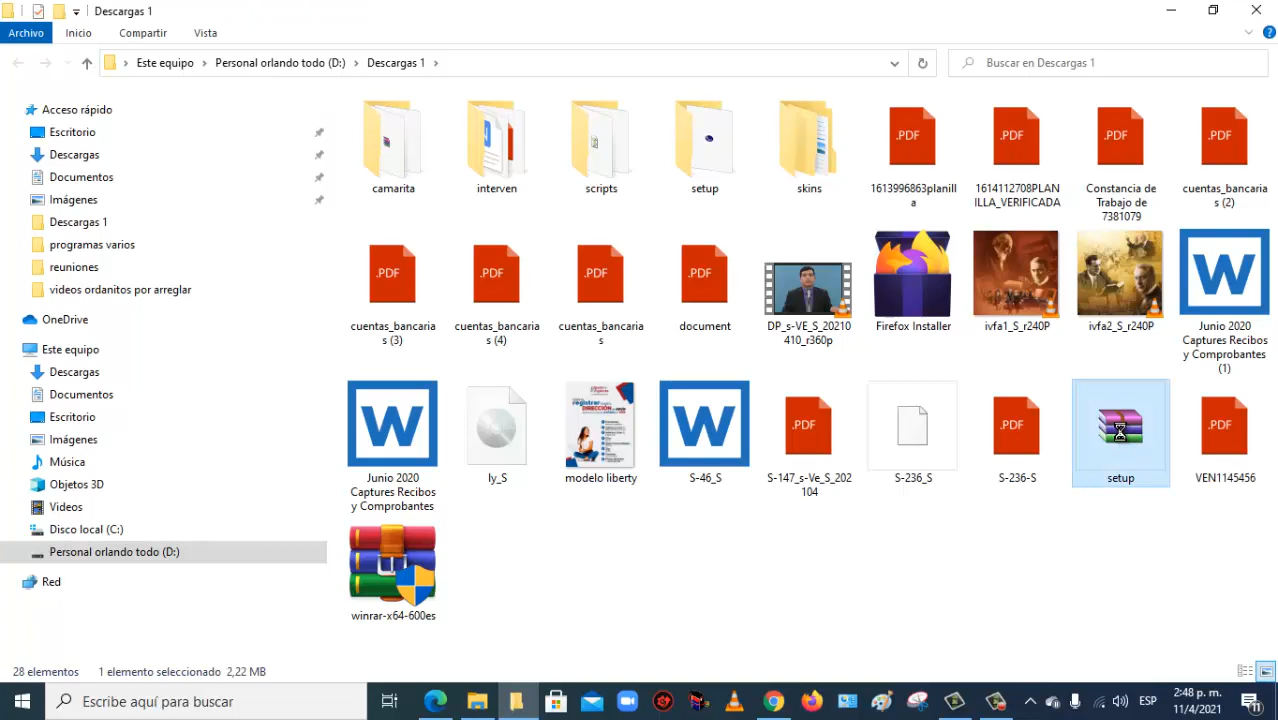 Descargas 1
Archivo
Inicio
Compartir
Vista
Este equipo
Personal orlando todo (D:)
Descargas 1
Buscar en Descargas 1
Acceso rápido
Escritorio
Descargas
Documentos
Imágenes
Descargas 1
programas varios
reuniones
videos ordanitos por arreglar
OneDrive
Este equipo
Descargas
Documentos
Escritorio
Imágenes
Música
Objetos 3D
Videos
Disco local (C:)
Personal orlando todo (D:)
Red
camarita
interven
scripts
setup
skins
.PDF
1613996863planill
a
.PDF
1614112708PLAN
ILLA_VERIFICADA
.PDF
Constancia de
Trabajo de
7381079
.PDF
cuentas_bancaria
s (2)
.PDF
cuentas_bancaria
s (3)
.PDF
cuentas_bancaria
s (4)
.PDF
cuentas_bancaria
s
.PDF
document
DP_s-VE_S_20210
410_r360p
Firefox Installer
ivfa1_S_r240P
ivfa2_S_r240P
W
Junio 2020
Captures Recibos
y Comprobantes
(1)
W
Junio 2020
Captures Recibos
y Comprobantes
ly_S
registrar
DIRECCIÓN
modelo liberty
W
S-46_S
.PDF
S-147_s-Ve_S_202
104
S-236_S
.PDF
S-236-S
setup
.PDF
VEN1145456
winrar-x64-600es
28 elementos
1 elemento seleccionado 2,22 MB
Escribe aquí para buscar
ESP
2:48 p. m.
11/4/2021
11